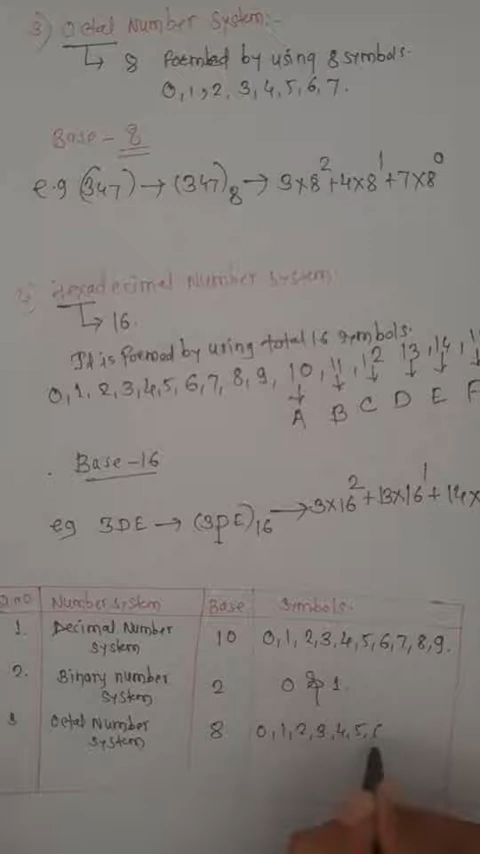 3) Octal Number System:-
8 Foemted by using 8 symbols.
0, 1, 2, 3, 4, 5, 6, 7.
Base - 8
e.g (347) → (347)8 → 3×8² + 4×8¹ + 7×8⁰
4) Hexadecimal Number System:
16.
It is foemed by using total 16 symbols.
0, 1, 2, 3, 4, 5, 6, 7, 8, 9, 10, 11, 12, 13, 14, 1
A B C D E F
Base - 16
eg 3DE → (3DE)16 → 3×16² + 13×16¹ + 14×
S.no Number System Base Symbols.
1. Decimal Number System 10 0, 1, 2, 3, 4, 5, 6, 7, 8, 9.
2. Binary number System 2 0 & 1.
3 Octal Number System 8 0, 1, 2, 3, 4, 5,